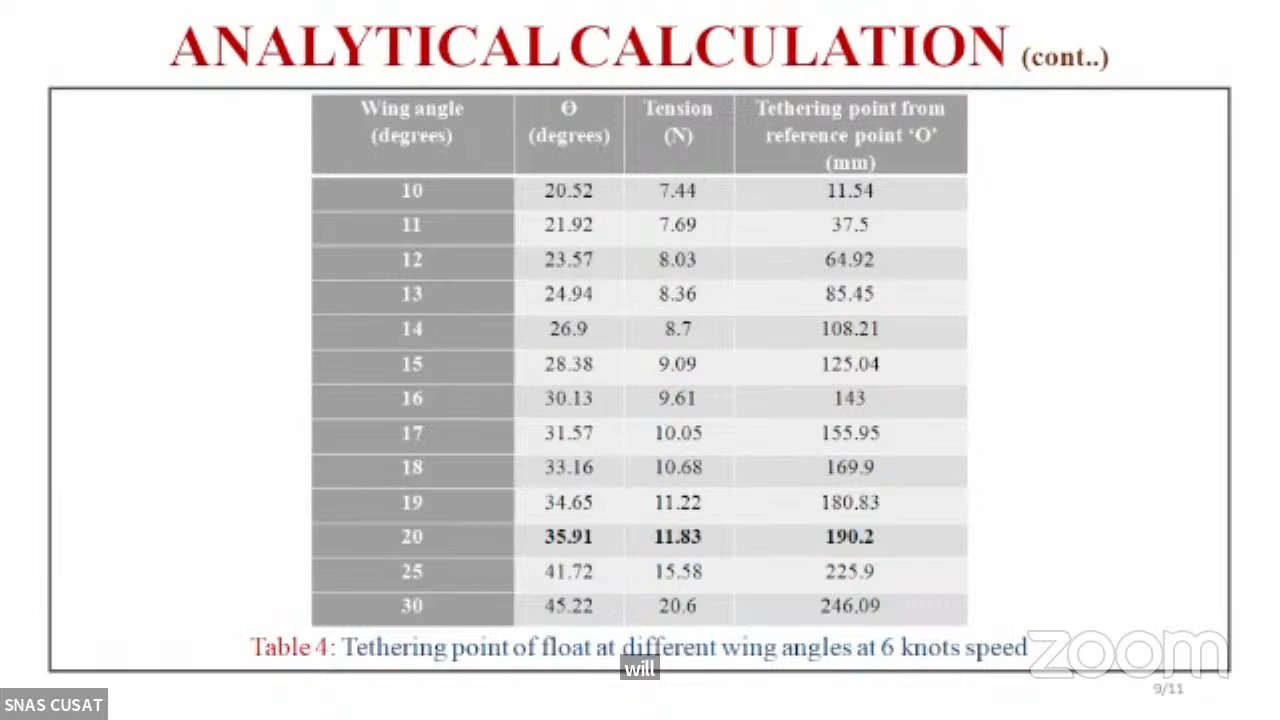 ANALYTICAL CALCULATION (cont..)
Wing angle (degrees) Ɵ (degrees) Tension (N) Tethering point from reference point ‘O’ (mm)
10 20.52 7.44 11.54
11 21.92 7.69 37.5
12 23.57 8.03 64.92
13 24.94 8.36 85.45
14 26.9 8.7 108.21
15 28.38 9.09 125.04
16 30.13 9.61 143
17 31.57 10.05 155.95
18 33.16 10.68 169.9
19 34.65 11.22 180.83
20 35.91 11.83 190.2
25 41.72 15.58 225.9
30 45.22 20.6 246.09
Table 4: Tethering point of float at different wing angles at 6 knots speed
zoom
will
9/11
SNAS CUSAT